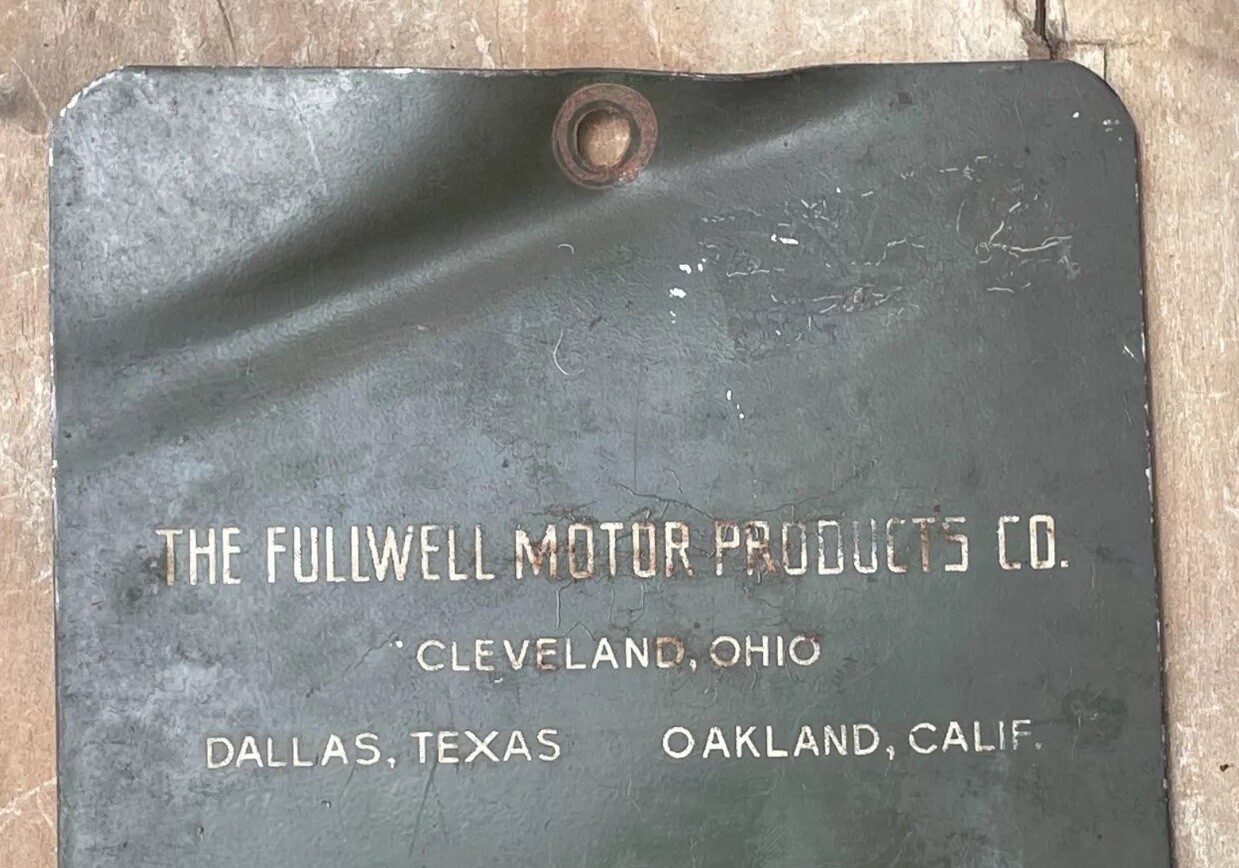 THE FULLWELL MOTOR PRODUCTS CO.
CLEVELAND, OHIO
DALLAS, TEXAS OAKLAND, CALIF.